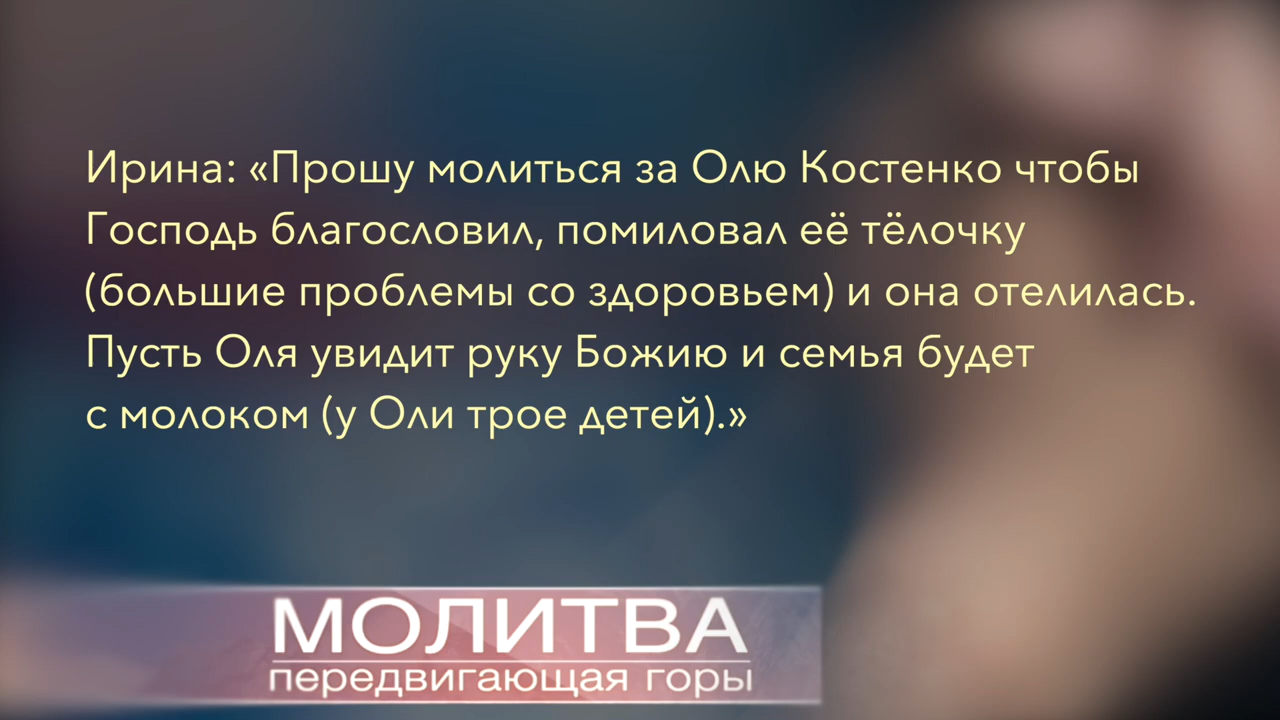 Ирина: «Прошу молиться за Олю Костенко чтобы
Господь благословил, помиловал её тёлочку
(большие проблемы со здоровьем) и она отелилась.
Пусть Оля увидит руку Божию и семья будет
с молоком (у Оли трое детей).»
МОЛИТВА
передвигающая горы